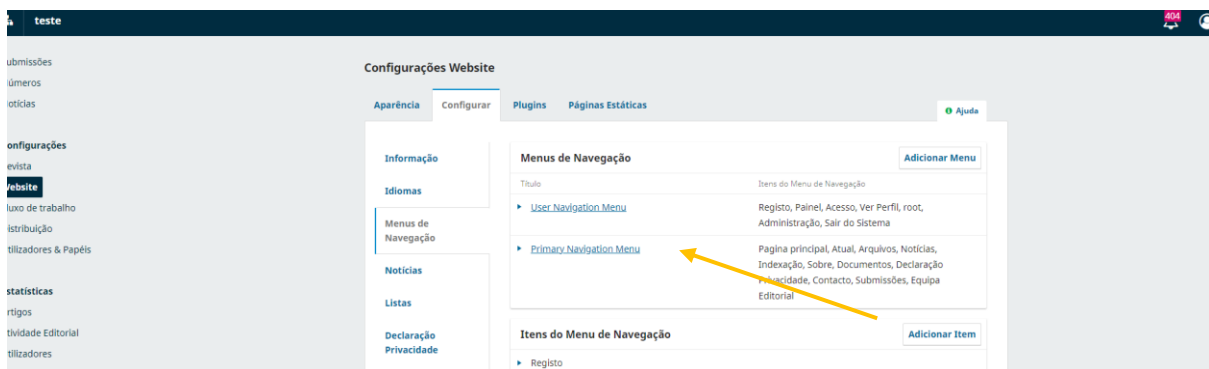 teste
404
ubmissões
úmeros
otícias
onfigurações
evista
Website
luxo de trabalho
istribuição
tilizadores & Papéis
statísticas
rtigos
tividade Editorial
tilizadores
Configurações Website
Aparência Configurar Plugins Páginas Estáticas
Ajuda
Informação
Idiomas
Menus de
Navegação
Notícias
Listas
Declaração
Privacidade
Menus de Navegação Adicionar Menu
Título Itens do Menu de Navegação
User Navigation Menu Registo, Painel, Acesso, Ver Perfil, root,
Administração, Sair do Sistema
Primary Navigation Menu Pagina principal, Atual, Arquivos, Notícias,
Indexação, Sobre, Documentos, Declaração
Privacidade, Contacto, Submissões, Equipa
Editorial
Itens do Menu de Navegação Adicionar Item
Registo